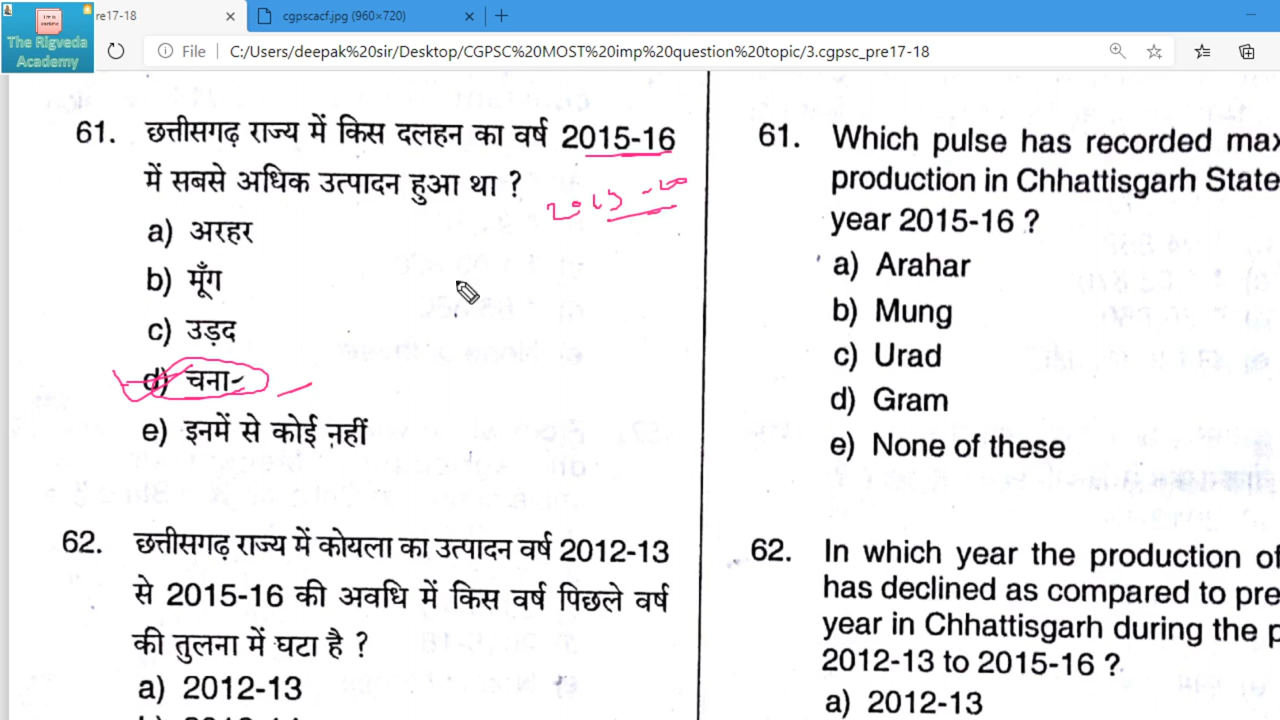 re17-18
cgpscacf.jpg (960×720)
The Rigveda
Academy
File
C:/Users/deepak%20sir/Desktop/CGPSC%20MOST%20imp%20question%20topic/3.cgpsc_pre17-18
61. छत्तीसगढ़ राज्य में किस दलहन का वर्ष 2015-16
में सबसे अधिक उत्पादन हुआ था ?
a) अरहर
b) मूँग
c) उड़द
d) चना
e) इनमें से कोई नहीं
62. छत्तीसगढ़ राज्य में कोयला का उत्पादन वर्ष 2012-13
से 2015-16 की अवधि में किस वर्ष पिछले वर्ष
की तुलना में घटा है ?
a) 2012-13
61. Which pulse has recorded max
production in Chhattisgarh State
year 2015-16 ?
a) Arahar
b) Mung
c) Urad
d) Gram
e) None of these
62. In which year the production of
has declined as compared to pre
year in Chhattisgarh during the p
2012-13 to 2015-16 ?
a) 2012-13